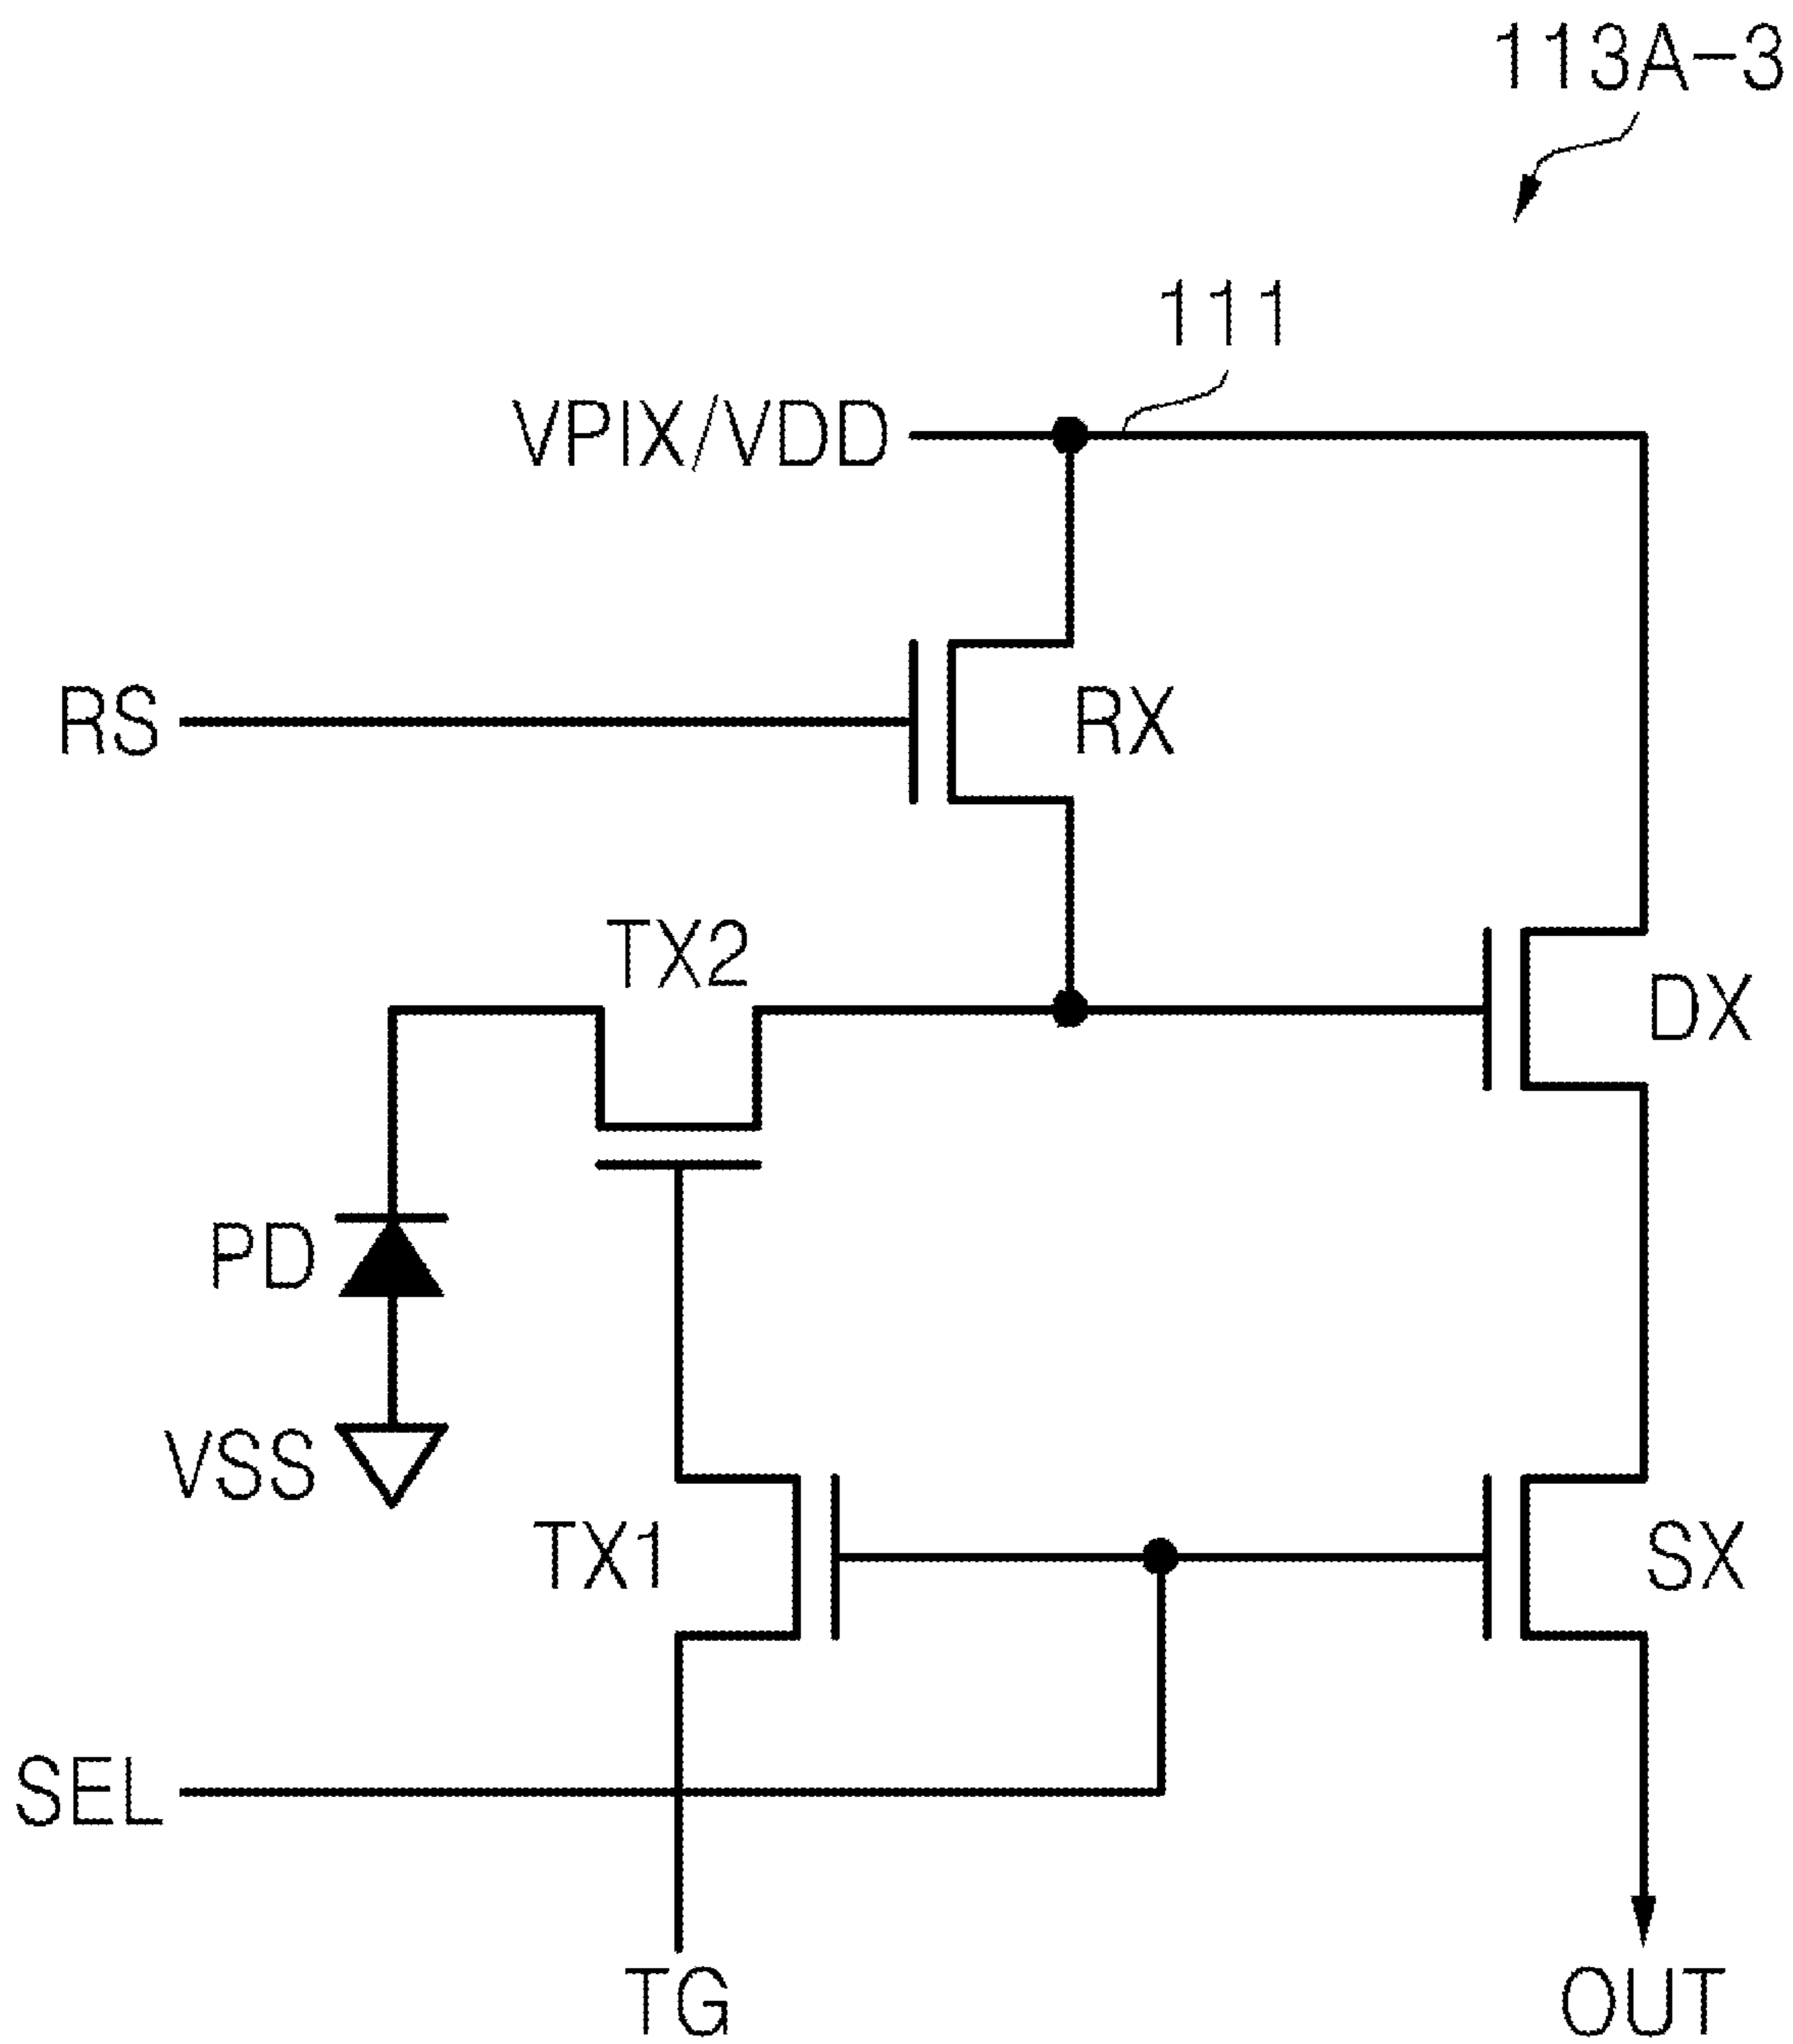 113A-3
111
VPIX/VDD
RS
RX
TX2
DX
PD
VSS
TX1
SX
SEL
TG
OUT